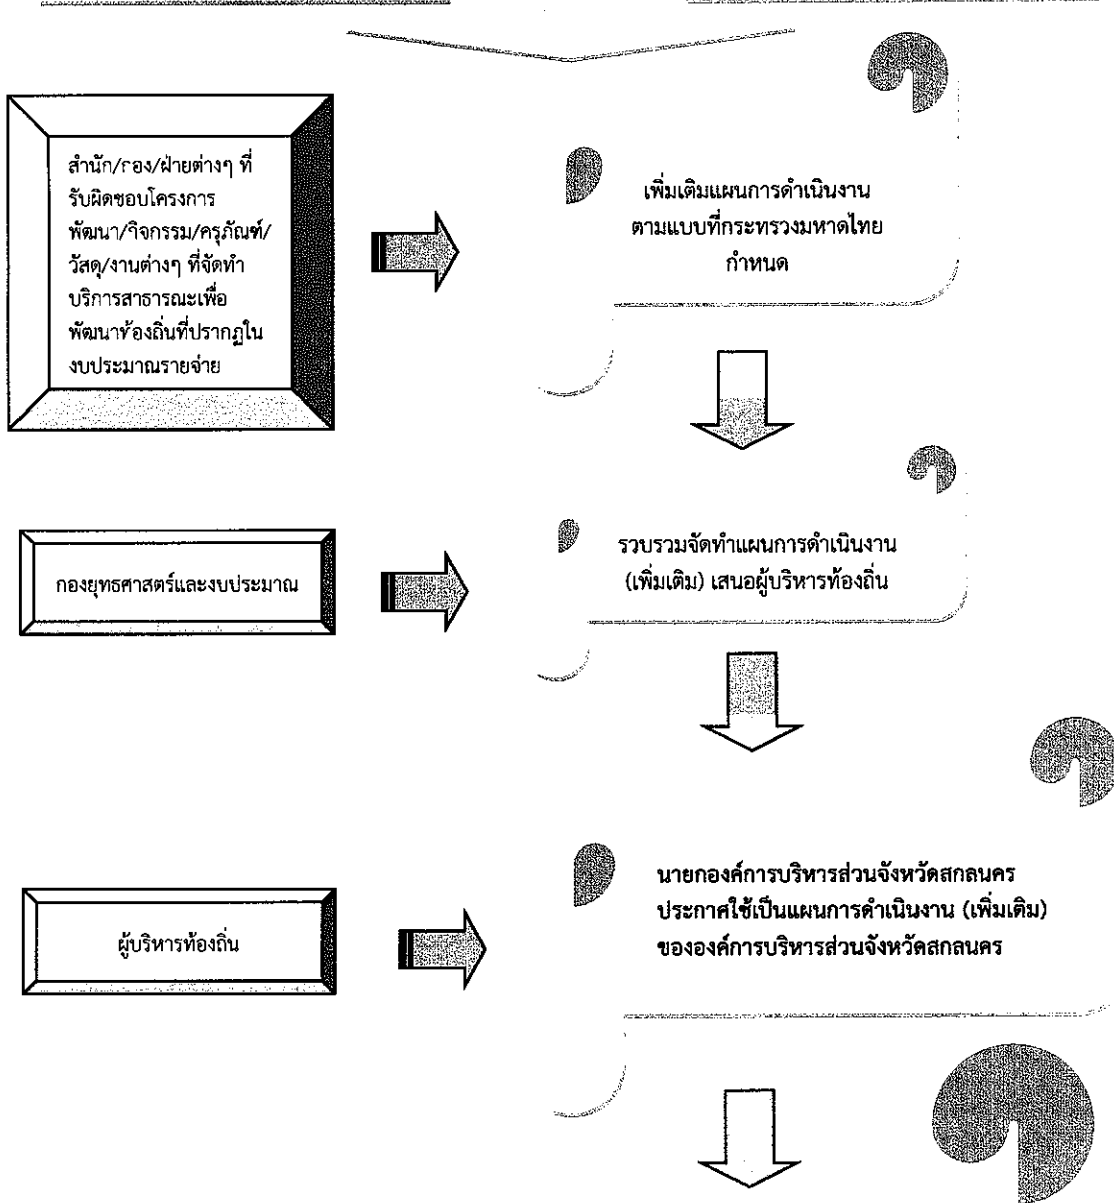 สำนัก/กอง/ฝ่ายต่างๆ ที่
รับผิดชอบโครงการ
พัฒนา/กิจกรรม/ครุภัณฑ์/
วัสดุ/งานต่างๆ ที่จัดทำ
บริการสาธารณะเพื่อ
พัฒนาท้องถิ่นที่ปรากฏใน
งบประมาณรายจ่าย
เพิ่มเติมแผนการดำเนินงาน
ตามแบบที่กระทรวงมหาดไทย
กำหนด
กองยุทธศาสตร์และงบประมาณ
รวบรวมจัดทำแผนการดำเนินงาน
(เพิ่มเติม) เสนอผู้บริหารท้องถิ่น
ผู้บริหารท้องถิ่น
นายกองค์การบริหารส่วนจังหวัดสกลนคร
ประกาศใช้เป็นแผนการดำเนินงาน (เพิ่มเติม)
ขององค์การบริหารส่วนจังหวัดสกลนคร